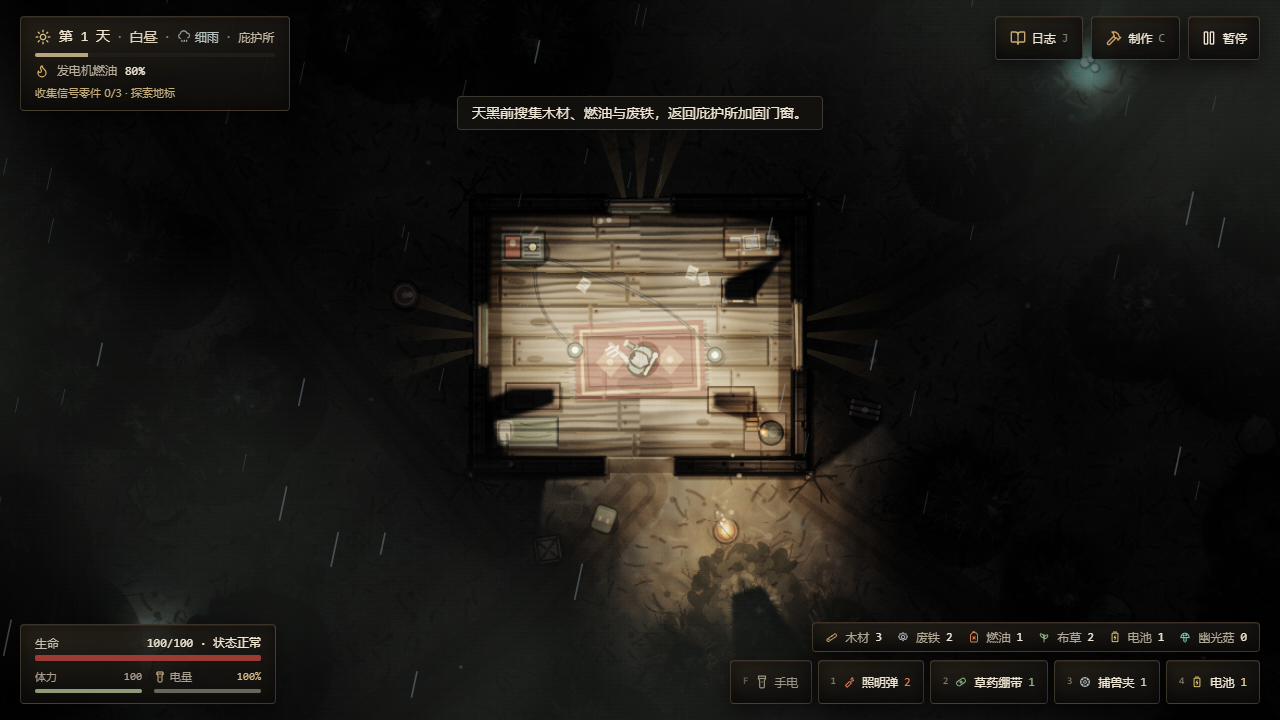 第 1 天 · 白昼 · 细雨 · 庇护所
发电机燃油 80%
收集信号零件 0/3 · 探索地标
日志 J
制作 C
暂停
天黑前搜集木材、燃油与废铁，返回庇护所加固门窗。
生命 100/100 · 状态正常
体力 100 电量 100%
木材 3 废铁 2 燃油 1 布草 2 电池 1 幽光菇 0
F 手电 1 照明弹 2 2 草药绷带 1 3 捕兽夹 1 4 电池 1